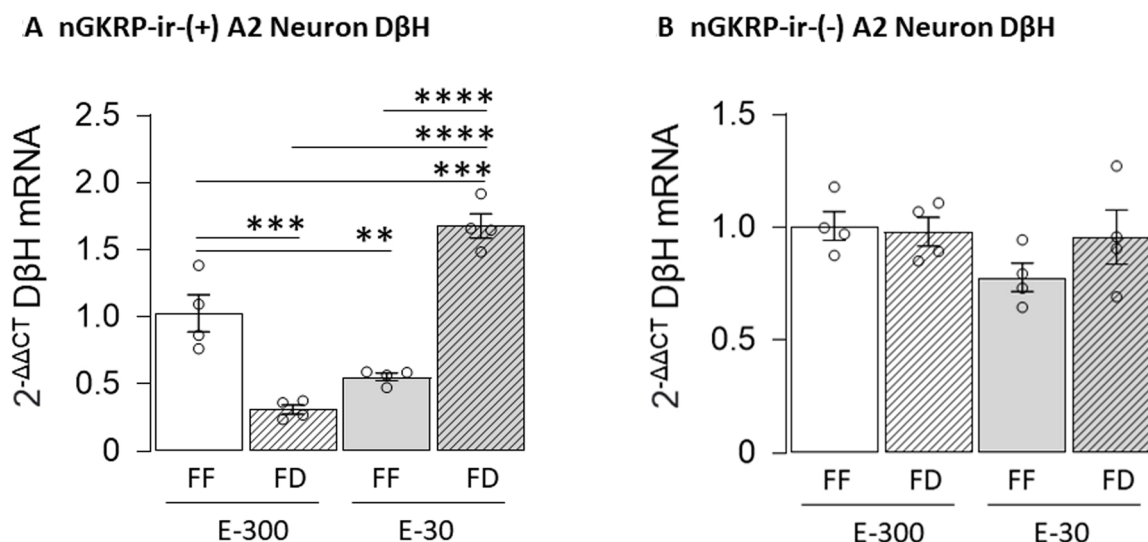 A nGKRP-ir-(+) A2 Neuron DβH
2-ΔΔCT DβH mRNA
2.5
2.0
1.5
1.0
0.5
0
****
****
***
***
**
FF FD FF FD
E-300 E-30
B nGKRP-ir-(-) A2 Neuron DβH
2-ΔΔCT DβH mRNA
1.5
1.0
0.5
0
FF FD FF FD
E-300 E-30